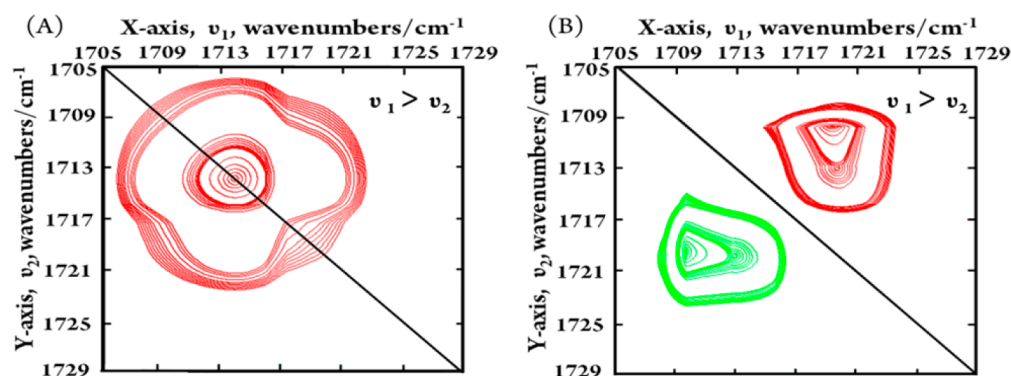 (A)
X-axis, υ1, wavenumbers/cm-1
1705 1709 1713 1717 1721 1725 1729
Y-axis, υ2, wavenumbers/cm-1
1705
1709
1713
1717
1721
1725
1729
υ1 > υ2
(B)
X-axis, υ1, wavenumbers/cm-1
1705 1709 1713 1717 1721 1725 1729
Y-axis, υ2, wavenumbers/cm-1
1705
1709
1713
1717
1721
1725
1729
υ1 > υ2